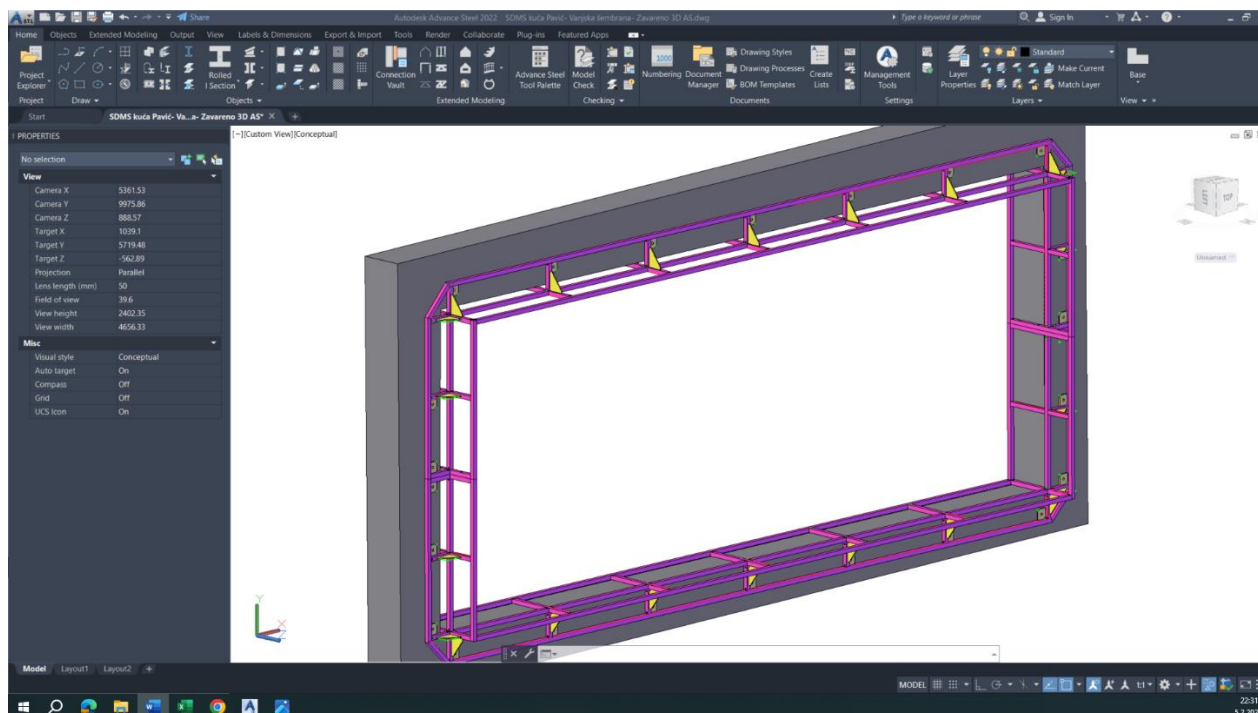 Share
Autodesk Advance Steel 2022 SDMS kuća Pavić- Vanjska šembrana- Zavareno 3D AS.dwg
Type a keyword or phrase
Sign In
Home Objects Extended Modeling Output View Labels & Dimensions Export & Import Tools Render Collaborate Plug-ins Featured Apps
Project
Explorer
Rolled
I Section
Connection
Vault
Advance Steel
Tool Palette
Model
Check
1000
Numbering
Document
Manager
Drawing Styles
Drawing Processes
BOM Templates
Create
Lists
Management
Tools
Layer
Properties
Standard
Make Current
Match Layer
Base
Project Draw Objects Extended Modeling Checking Documents Settings Layers View
Start SDMS kuća Pavić- Va...a- Zavareno 3D AS*
PROPERTIES
[−][Custom View][Conceptual]
No selection
View
Camera X 5361.53
Camera Y 9975.86
Camera Z 888.57
Target X 1039.1
Target Y 5719.48
Target Z -562.89
Projection Parallel
Lens length (mm) 50
Field of view 39.6
View height 2402.35
View width 4656.33
Misc
Visual style Conceptual
Auto target On
Compass Off
Grid Off
UCS Icon On
LEFT TOP
Unnamed
Y
X
Z
Model Layout1 Layout2
MODEL 1:1
22:31